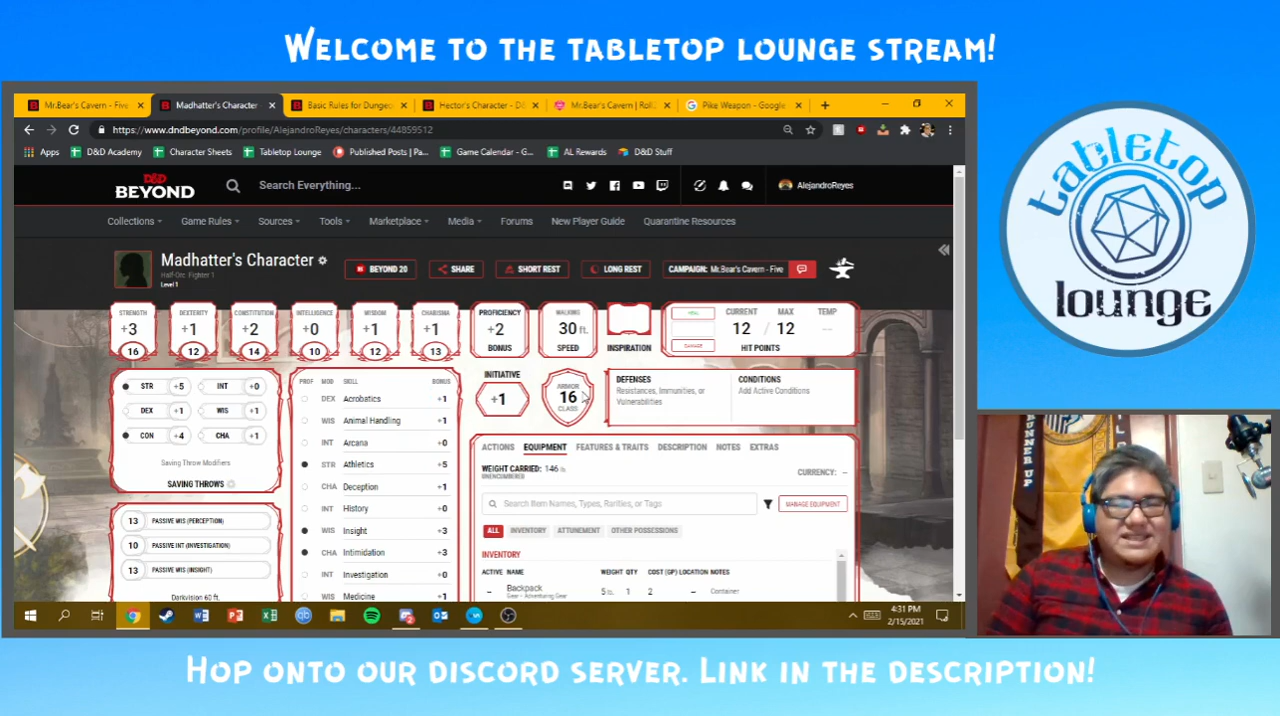 WELCOME TO THE TABLETOP LOUNGE STREAM!
Mr.Bear's Cavern - Five
Madhatter's Character
Basic Rules for Dungeo
Hector's Character - D&
Mr.Bear's Cavern | Roll
Pike Weapon - Google
https://www.dndbeyond.com/profile/AlejandroReyes/characters/44859512
Apps D&D Academy Character Sheets Tabletop Lounge Published Posts | Pa... Game Calendar - G... AL Rewards D&D Stuff
D&D BEYOND Search Everything... AlejandroReyes
Collections Game Rules Sources Tools Marketplace Media Forums New Player Guide Quarantine Resources
Madhatter's Character
Half-Orc Fighter 1
Level 1
BEYOND 20 SHARE SHORT REST LONG REST CAMPAIGN: Mr.Bear's Cavern - Five
STRENGTH +3 16
DEXTERITY +1 12
CONSTITUTION +2 14
INTELLIGENCE +0 10
WISDOM +1 12
CHARISMA +1 13
PROFICIENCY +2 BONUS
WALKING 30 ft. SPEED
INSPIRATION
HEAL
DAMAGE
CURRENT MAX TEMP
12 / 12 --
HIT POINTS
STR +5 INT +0
DEX +1 WIS +1
CON +4 CHA +1
Saving Throw Modifiers
SAVING THROWS
13 PASSIVE WIS (PERCEPTION)
10 PASSIVE INT (INVESTIGATION)
13 PASSIVE WIS (INSIGHT)
Darkvision 60 ft.
PROF MOD SKILL BONUS
DEX Acrobatics +1
WIS Animal Handling +1
INT Arcana +0
STR Athletics +5
CHA Deception +1
INT History +0
WIS Insight +3
CHA Intimidation +3
INT Investigation +0
WIS Medicine +1
INITIATIVE
+1
ARMOR
16
CLASS
DEFENSES
Resistances, Immunities, or
Vulnerabilities
CONDITIONS
Add Active Conditions
ACTIONS EQUIPMENT FEATURES & TRAITS DESCRIPTION NOTES EXTRAS
WEIGHT CARRIED: 146 lb.
UNENCUMBERED
CURRENCY: --
Search Item Names, Types, Rarities, or Tags MANAGE EQUIPMENT
ALL INVENTORY ATTUNEMENT OTHER POSSESSIONS
INVENTORY
ACTIVE NAME WEIGHT QTY COST (GP) LOCATION NOTES
-- Backpack 5 lb. 1 2 -- Container
Gear - Adventuring Gear
4:31 PM
2/15/2021
tabletop
lounge
RUNNER UP
HOP ONTO OUR DISCORD SERVER. LINK IN THE DESCRIPTION!